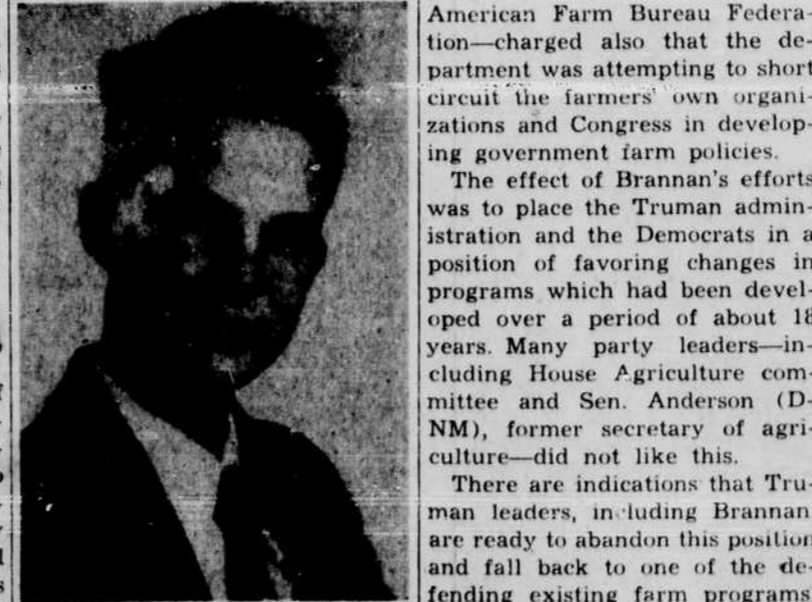 American Farm Bureau Federa-
tion—charged also that the de-
partment was attempting to short
circuit the farmers' own organi-
zations and Congress in develop-
ing government farm policies.
The effect of Brannan's efforts
was to place the Truman admin-
istration and the Democrats in a
position of favoring changes in
programs which had been devel-
oped over a period of about 18
years. Many party leaders—in-
cluding House Agriculture com-
mittee and Sen. Anderson (D-
NM), former secretary of agri-
culture—did not like this.
There are indications that Tru-
man leaders, including Brannan
are ready to abandon this position
and fall back to one of the de-
fending existing farm programs